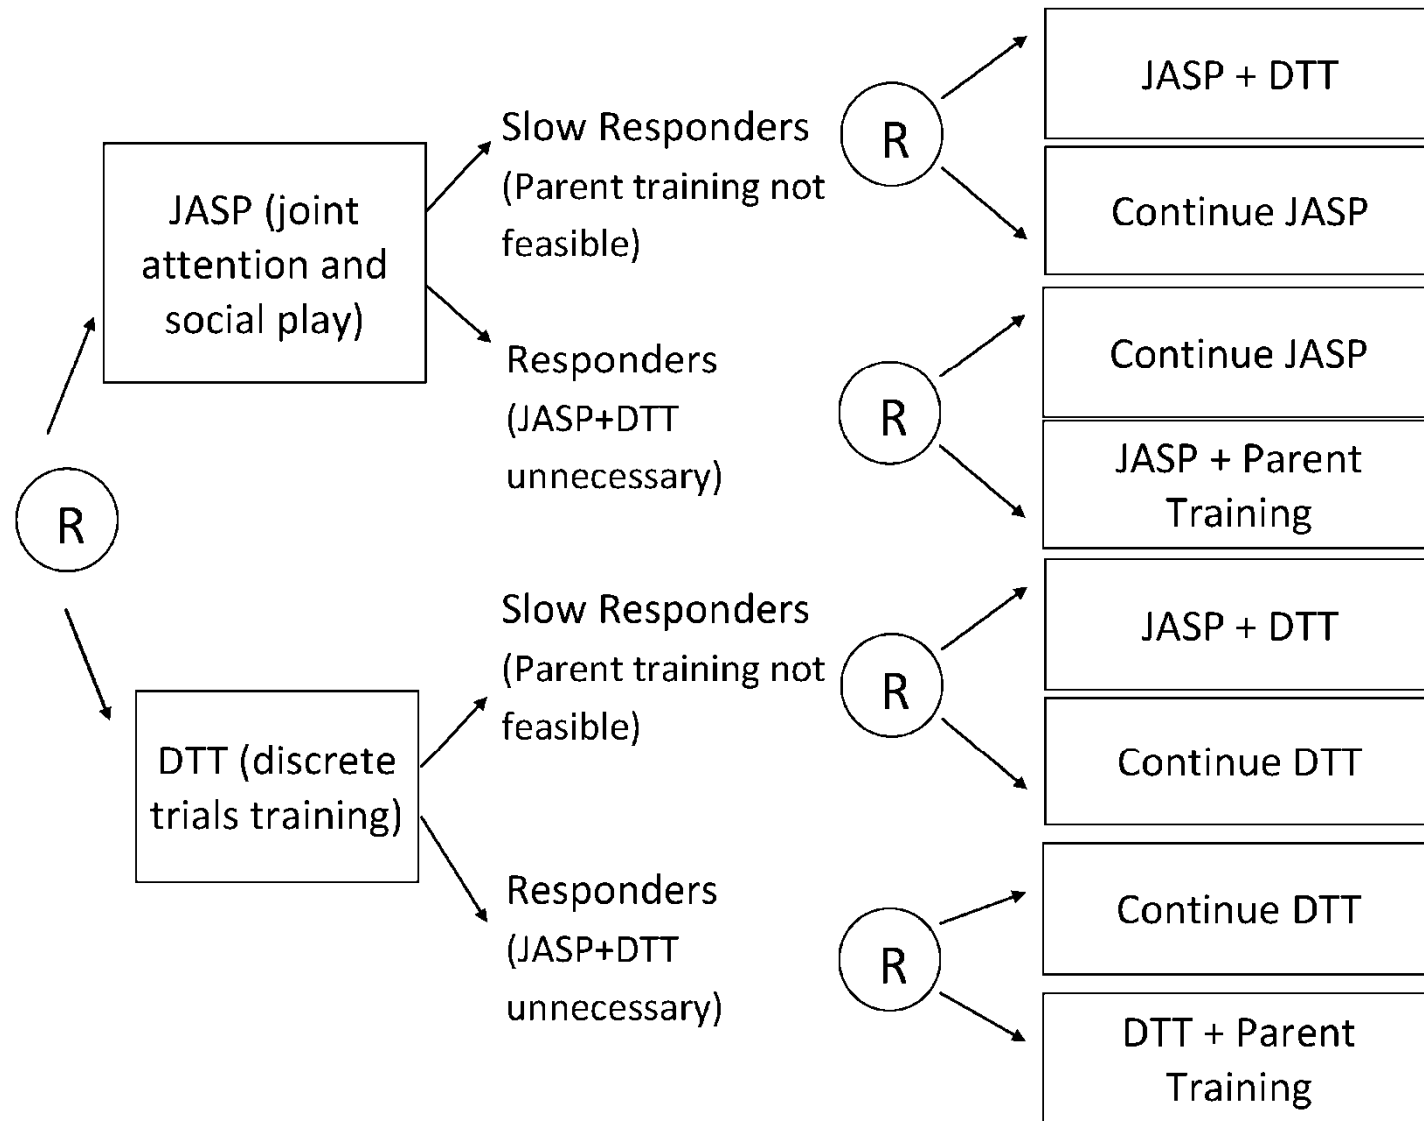 R
JASP (joint
attention and
social play)
Slow Responders
(Parent training not
feasible)
R
JASP + DTT
Continue JASP
Responders
(JASP+DTT
unnecessary)
R
Continue JASP
JASP + Parent
Training
DTT (discrete
trials training)
Slow Responders
(Parent training not
feasible)
R
JASP + DTT
Continue DTT
Responders
(JASP+DTT
unnecessary)
R
Continue DTT
DTT + Parent
Training